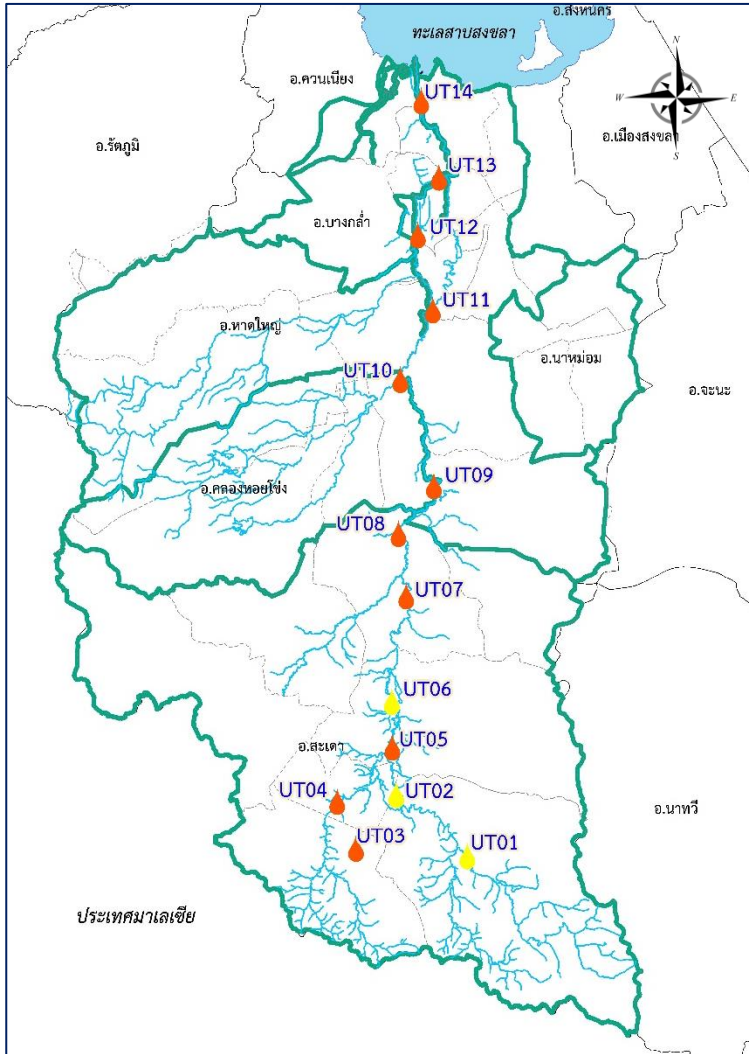 อ.สิงหนคร
ทะเลสาบสงขลา
อ.ควนเนียง
N
W
E
S
UT14
อ.รัตภูมิ
อ.เมืองสงขลา
UT13
อ.บางกล่ำ
UT12
UT11
อ.หาดใหญ่
อ.นาหม่อม
UT10
อ.จะนะ
UT09
อ.คลองหอยโข่ง
UT08
UT07
UT06
UT05
อ.สะเดา
UT04
UT02
อ.นาทวี
UT03
UT01
ประเทศมาเลเซีย